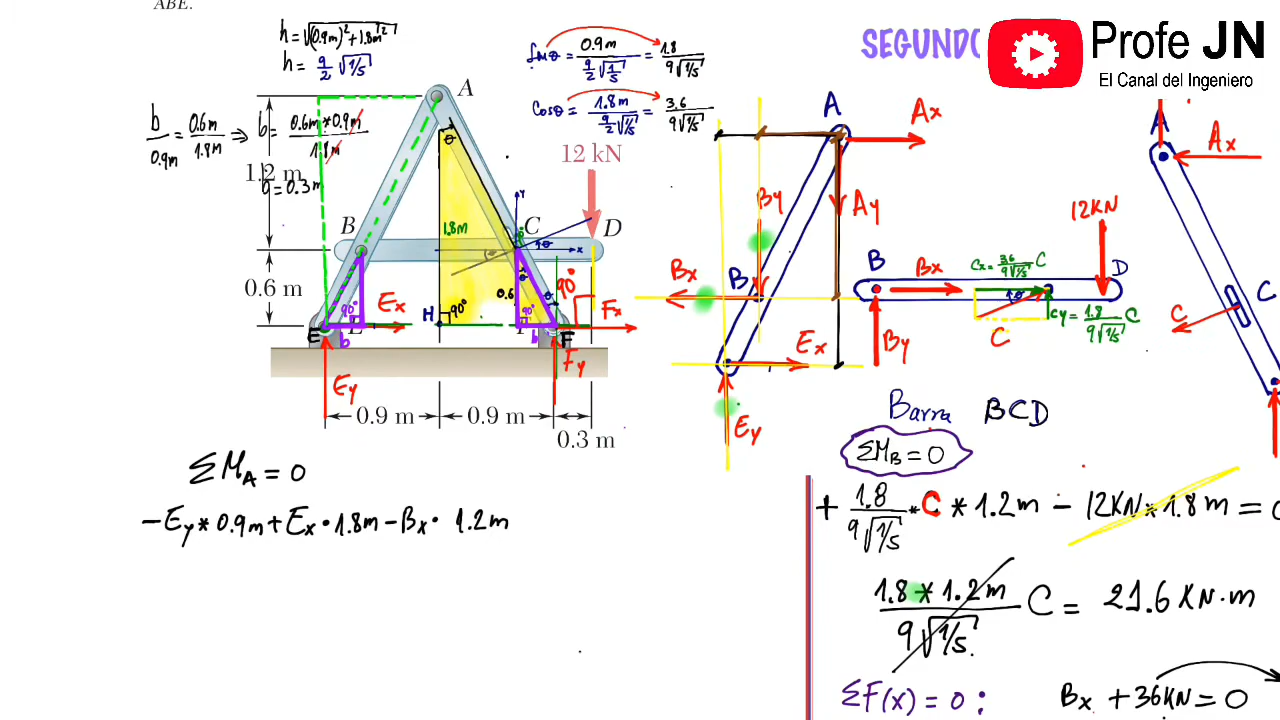 ABE.
SEGUNDO
Profe JN
El Canal del Ingeniero
h = √(0.9m)² + 1.8m²
h = 9/2 √1/5
Senθ = 0.9m / 9/2 √1/5 = 1.8 / 9√1/5
Cosθ = 1.8m / 9/2 √1/5 = 3.6 / 9√1/5
b/0.9m = 0.6m/1.8m ⇒ b = 0.6m*0.9m / 1.8m
b = 0.3m
A
θ
12 kN
1.2 m
1.8m
B
C
D
y
x
θ
0.6 m
0.6
90°
90°
90°
90°
Ex
Fx
H
E
F
b
b
Ey
Fy
0.9 m
0.9 m
0.3 m
A
Ax
By
Ay
Bx
B
Ex
Ey
12KN
B
Bx
Cx = 36/9√1/5 C
D
θ
C
Cy = 1.8/9√1/5 C
By
A
Ax
C
C
Barra BCD
ΣMB = 0
+ 1.8 / 9√1/5 * C * 1.2m − 12KN * 1.8m = 0
1.8 * 1.2m / 9√1/5 C = 21.6 KN·m
ΣF(x) = 0 : Bx + 36KN = 0
ΣMA = 0
−Ey * 0.9m + Ex · 1.8m − Bx · 1.2m